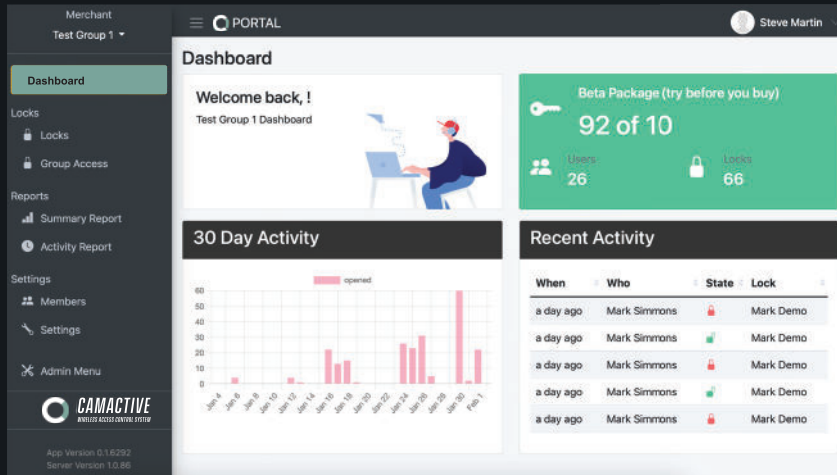 Merchant
Test Group 1
Dashboard
Locks
Locks
Group Access
Reports
Summary Report
Activity Report
Settings
Members
Settings
Admin Menu
CAMACTIVE
WIRELESS ACCESS CONTROL SYSTEM
App Version 0.1.6292
Server Version 1.0.86
PORTAL
Steve Martin
Dashboard
Welcome back, !
Test Group 1 Dashboard
Beta Package (try before you buy)
92 of 10
Users
26
Locks
66
30 Day Activity
opened
60
50
40
30
20
10
0
Jan 4 Jan 6 Jan 8 Jan 10 Jan 12 Jan 14 Jan 16 Jan 18 Jan 20 Jan 22 Jan 24 Jan 26 Jan 28 Jan 30 Feb 1
Recent Activity
When Who State Lock
a day ago Mark Simmons Mark Demo
a day ago Mark Simmons Mark Demo
a day ago Mark Simmons Mark Demo
a day ago Mark Simmons Mark Demo
a day ago Mark Simmons Mark Demo